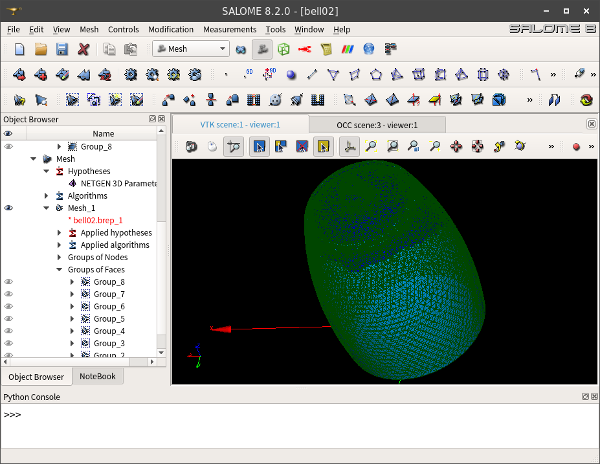 SALOME 8.2.0 - [bell02]
File Edit View Mesh Controls Modification Measurements Tools Window Help
SALOME 8
Mesh
Object Browser
VTK scene:1 - viewer:1
OCC scene:3 - viewer:1
Name
Group_8
Mesh
Hypotheses
NETGEN 3D Paramete
Algorithms
Mesh_1
* bell02.brep_1
Applied hypotheses
Applied algorithms
Groups of Nodes
Groups of Faces
Group_8
Group_7
Group_6
Group_5
Group_4
Group_3
Group_2
Object Browser
NoteBook
Python Console
>>>